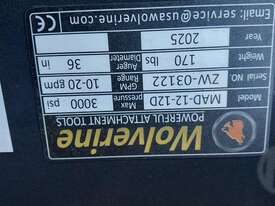 Wolverine
POWERFUL ATTACHMENT TOOLS
Model MAD-12-12D Max pressure 3000 psi
SERIAL NO. ZW-03122 GPM Range 10-20 gpm
Weight 170 lbs Auger Diameter 36 in
Year 2025
Email: service@usawolverine.com